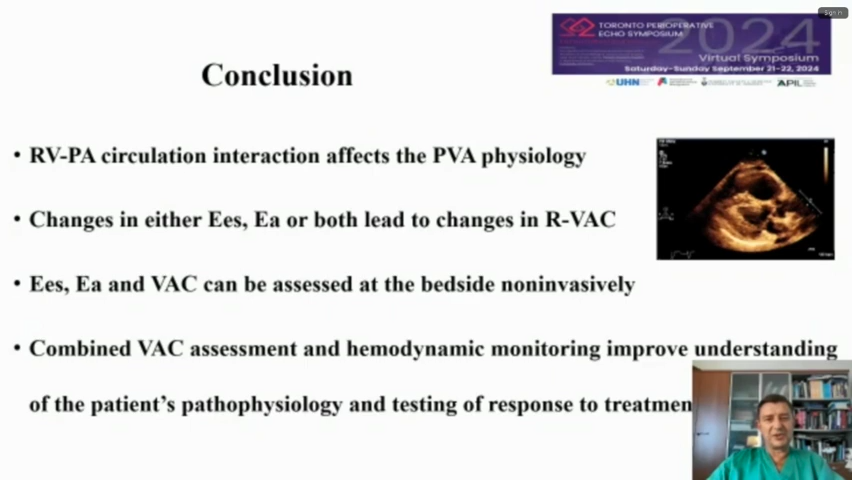 Sign in
TORONTO PERIOPERATIVE
ECHO SYMPOSIUM
2024
Virtual Symposium
Saturday-Sunday September 21-22, 2024
UHN
APIL
Conclusion
• RV-PA circulation interaction affects the PVA physiology
• Changes in either Ees, Ea or both lead to changes in R-VAC
• Ees, Ea and VAC can be assessed at the bedside noninvasively
• Combined VAC assessment and hemodynamic monitoring improve understanding
of the patient’s pathophysiology and testing of response to treatmen